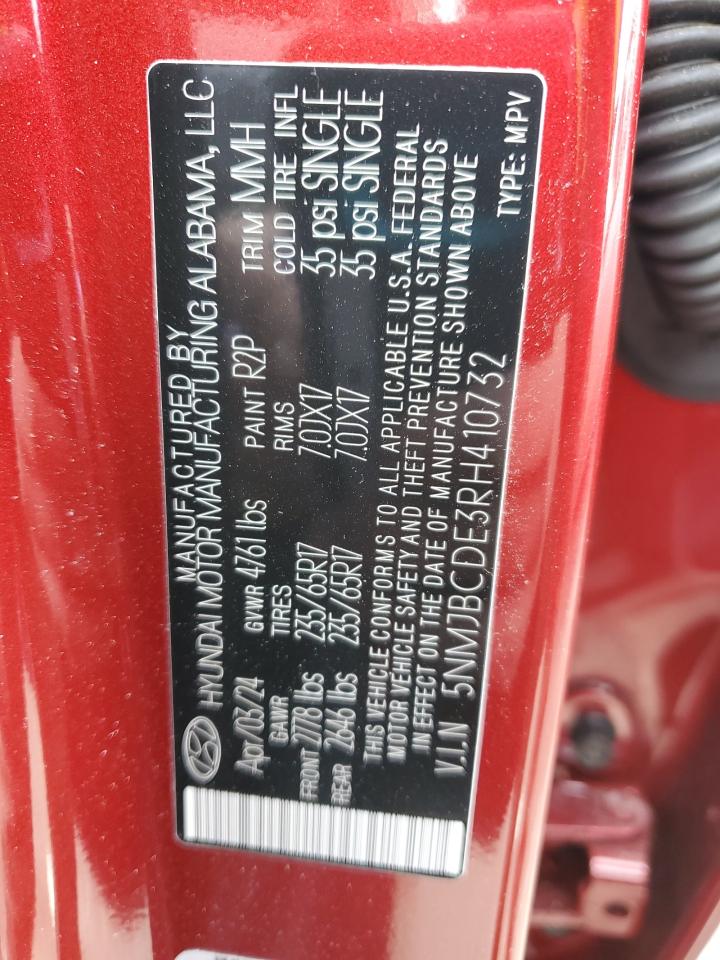 MANUFACTURED BY
HYUNDAI MOTOR MANUFACTURING ALABAMA, LLC
Apr/03/24 GVWR 4761 lbs PAINT R2P TRIM MMH
GAWR TIRES RIMS COLD TIRE INFL
FRONT 2778 lbs 235/65R17 7.0JX17 35 psi SINGLE
REAR 2646 lbs 235/65R17 7.0JX17 35 psi SINGLE
THIS VEHICLE CONFORMS TO ALL APPLICABLE U.S.A. FEDERAL
MOTOR VEHICLE SAFETY AND THEFT PREVENTION STANDARDS
IN EFFECT ON THE DATE OF MANUFACTURE SHOWN ABOVE
V.I.N 5NMJBCDE3RH410732
TYPE: MPV